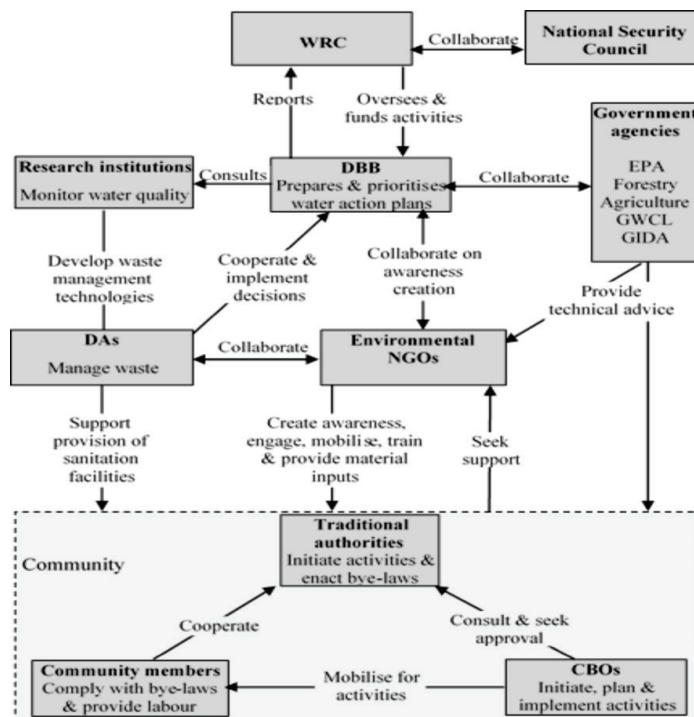 WRC
Collaborate
National Security
Council
Reports
Oversees &
funds activities
Government
agencies
EPA
Forestry
Agriculture
GWCL
GIDA
Research institutions
Monitor water quality
Consults
DBB
Prepares & prioritises
water action plans
Collaborate
Develop waste
management
technologies
Cooperate &
implement
decisions
Collaborate on
awareness
creation
Provide
technical advice
DAs
Manage waste
Collaborate
Environmental
NGOs
Support
provision of
sanitation
facilities
Create awareness,
engage, mobilise, train
& provide material
inputs
Seek
support
Community
Traditional
authorities
Initiate activities &
enact bye-laws
Cooperate
Consult & seek
approval
Community members
Comply with bye-laws
& provide labour
Mobilise for
activities
CBOs
Initiate, plan &
implement activities